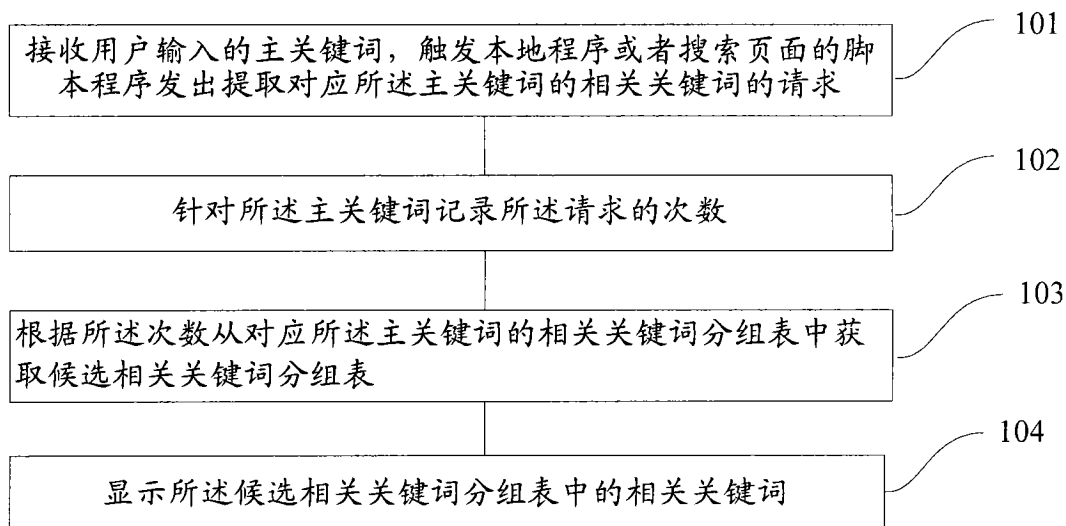 接收用户输入的主关键词，触发本地程序或者搜索页面的脚
本程序发出提取对应所述主关键词的相关关键词的请求
101
针对所述主关键词记录所述请求的次数
102
根据所述次数从对应所述主关键词的相关关键词分组表中获
取候选相关关键词分组表
103
显示所述候选相关关键词分组表中的相关关键词
104